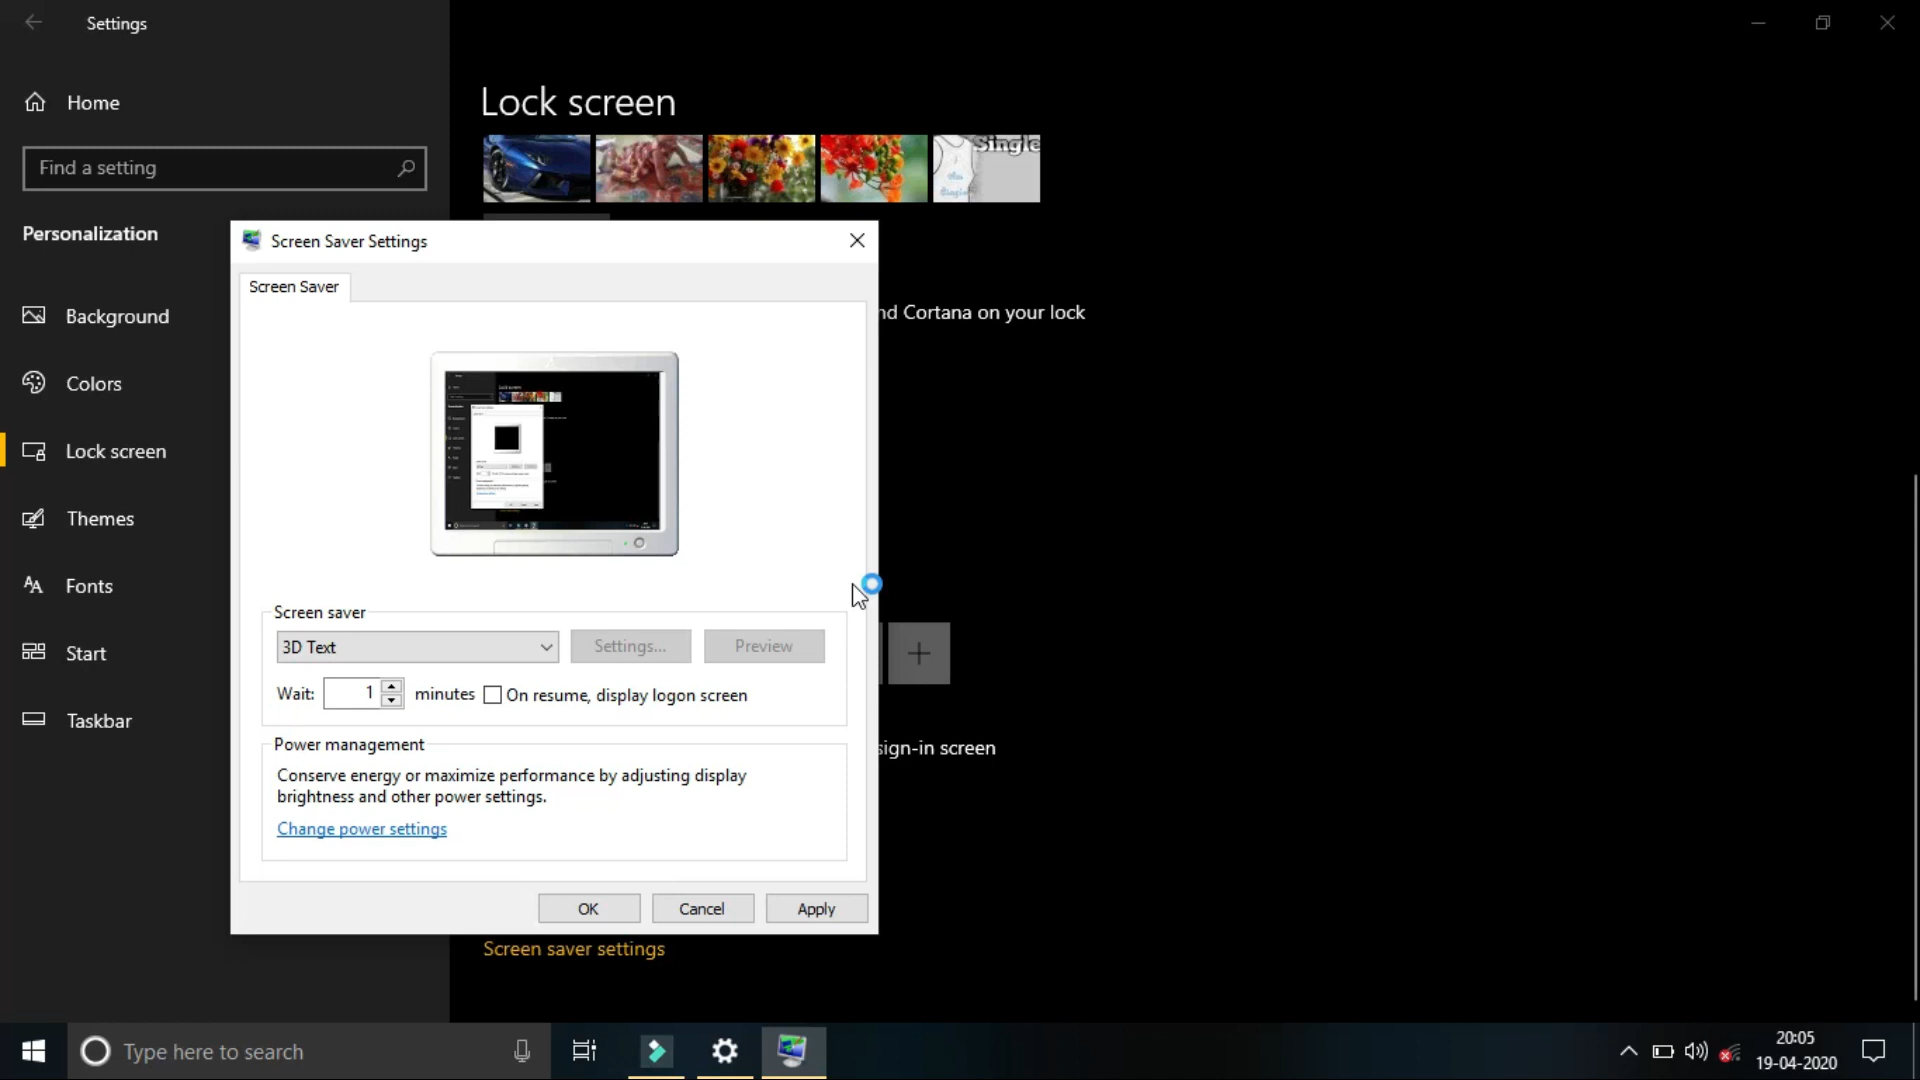 Settings
Home
Find a setting
Personalization
Background
Colors
Lock screen
Themes
Fonts
Start
Taskbar
Lock screen
Single
nd Cortana on your lock
sign-in screen
Screen saver settings
Screen Saver Settings
Screen Saver
Screen saver
3D Text
Settings...
Preview
Wait: 1 minutes On resume, display logon screen
Power management
Conserve energy or maximize performance by adjusting display
brightness and other power settings.
Change power settings
OK
Cancel
Apply
Type here to search
20:05
19-04-2020